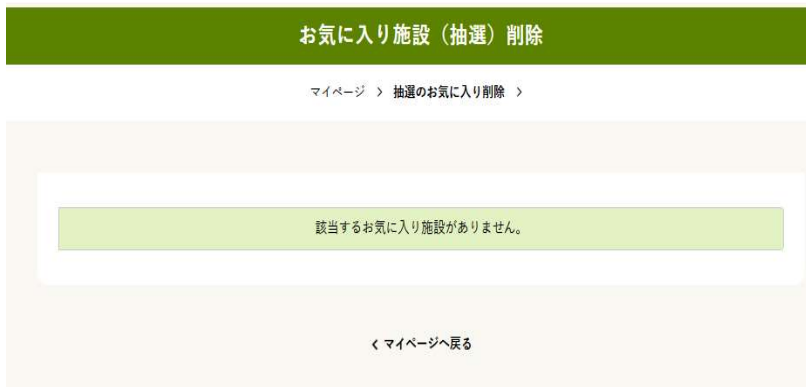 お気に入り施設（抽選）削除
マイページ > 抽選のお気に入り削除 >
該当するお気に入り施設がありません。
< マイページへ戻る